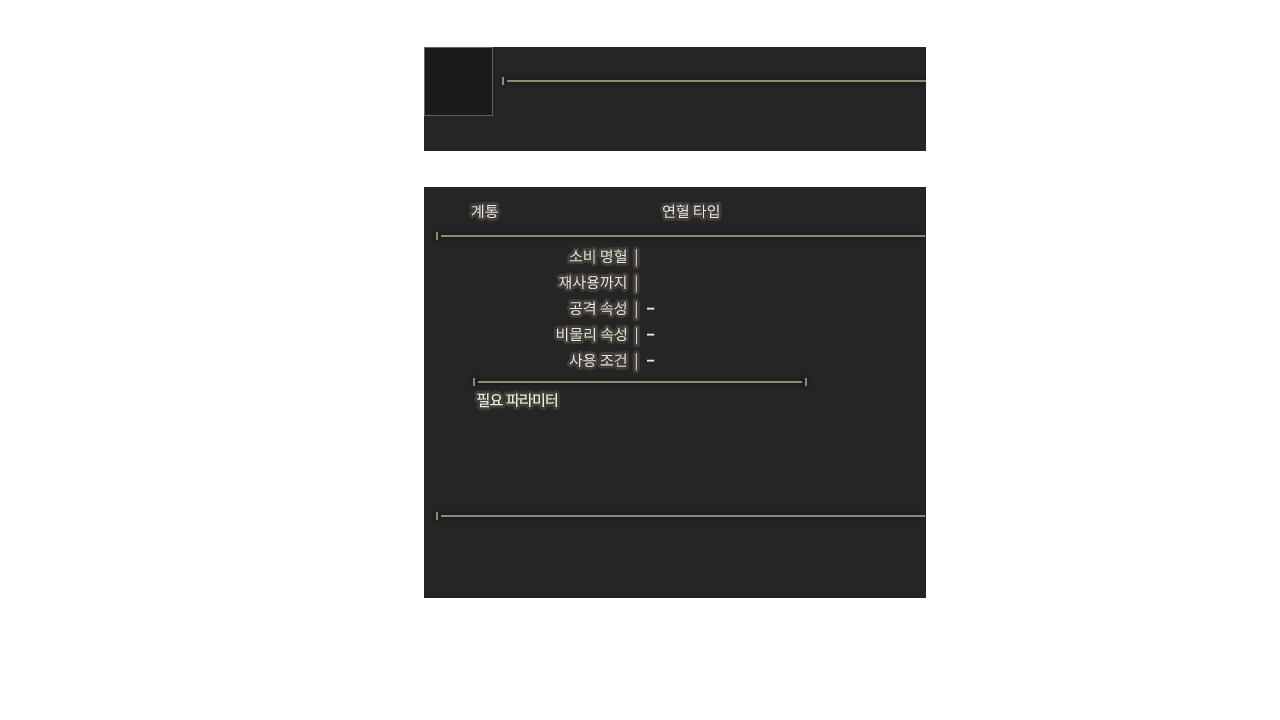 계통 연혈 타입
소비 명혈 |
재사용까지 |
공격 속성 | -
비물리 속성 | -
사용 조건 | -
필요 파라미터